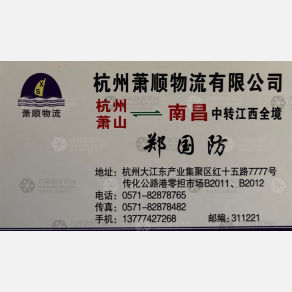 杭州萧顺物流有限公司
杭州 萧山 ⇌ 南昌 中转江西全境
萧顺物流
郑国防
地址：杭州大江东产业集聚区红十五路7777号
传化公路港零担市场B2011、B2012
电话：0571-82878765
传真：0571-82878482
手机：13777427268 邮编：311221